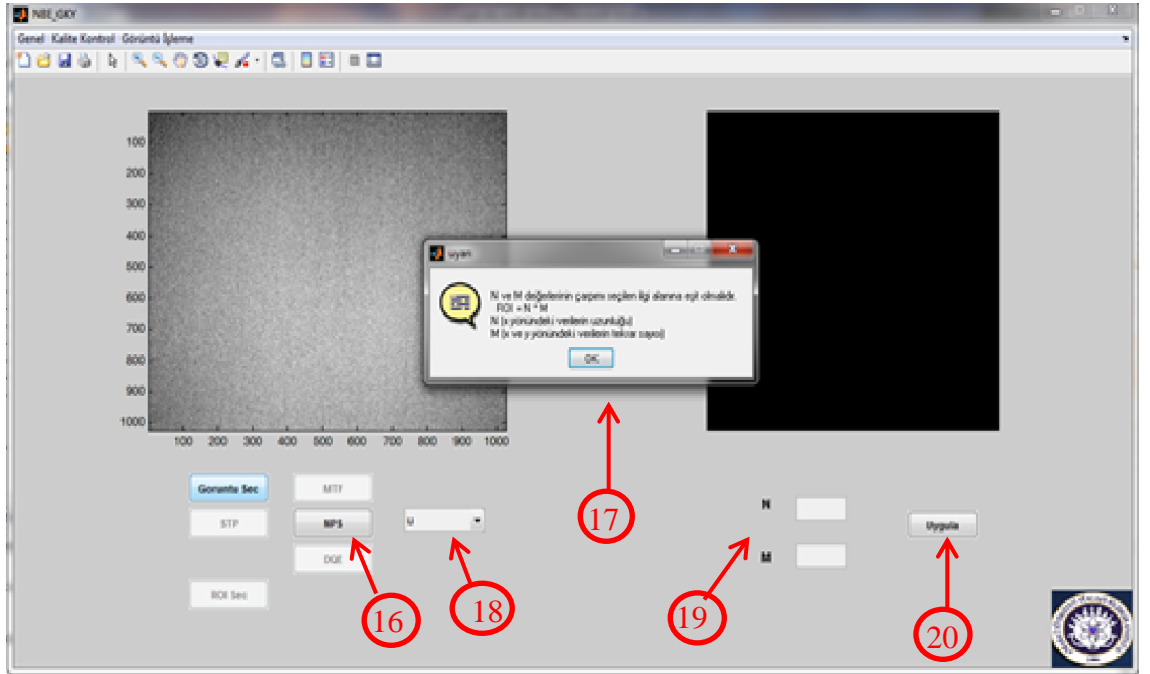 NBE_GKY
Genel Kalite Kontrol Görüntü İşleme
100
200
300
400
500
600
700
800
900
1000
100 200 300 400 500 600 700 800 900 1000
uyarı
N ve M değerlerinin çarpımı seçilen ilgi alanına eşit olmalıdır.
ROI = N * M
N (x yönündeki verilerin uzunluğu)
M (x ve y yönündeki verilerin tekrar sayısı)
OK
17
Goruntu Sec
MTF
STP
NPS
DQE
ROI Sec
16
18
N
M
19
Uygula
20